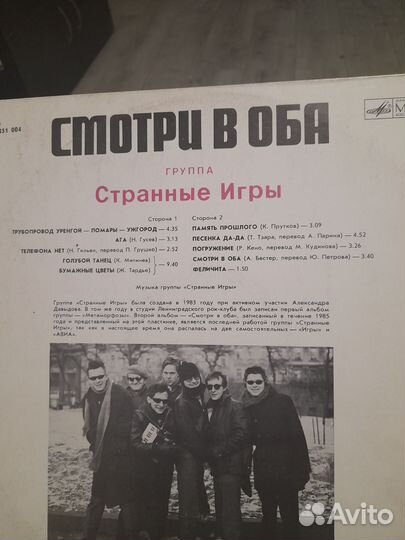 051 004
СМОТРИ В ОБА
М
ГРУППА
Странные Игры
Сторона 1
ТРУБОПРОВОД УРЕНГОЙ — ПОМАРЫ — УЖГОРОД — 4.35
АГА (Н. Гусев) — 3.13
ТЕЛЕФОНА НЕТ (Н. Гильен, перевод П. Грушко) — 2.52
ГОЛУБОЙ ТАНЕЦ (К.
БУМАЖНЫЕ ЦВЕТЫ (Ж. Тардье) 9.40
Сторона 2
ПАМЯТЬ ПРОШЛОГО (К. Прутков) — 3.09
ПЕСЕНКА ДА-ДА (Т. Тзара, перевод А. Парина) — 4.52
ПОГРУЖЕНИЕ (Р. Кено, перевод М. Кудинова) — 3.26
СМОТРИ В ОБА (А. Бестер, перевод Ю. Петрова) — 3.40
ФЕЛИЧИТА — 1.50
Музыка группы «Странные Игры»
Группа «Странные Игры» была создана в 1983 году при активном участии Александра
Давыдова. В том же году в студии Ленинградского рок-клуба был записан первый альбом
группы — «Метаморфозы». Второй альбом — «Смотри в оба», записанный в течение 1985
года и представленный на этой пластинке, является последней работой группы «Странные
Игры», так как в настоящее время она распалась на две самостоятельных — «Игры» и
«АВИА».
Avito